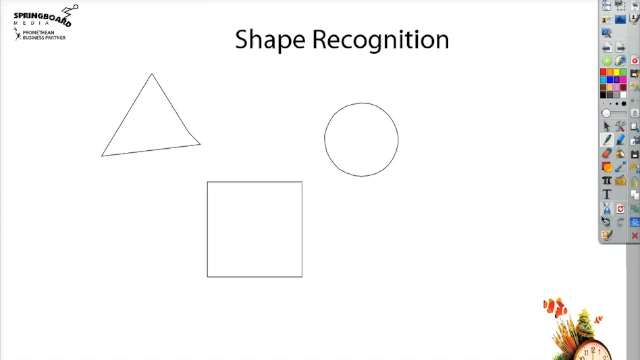 SPRINGBOARD
MEDIA
PROMETHEAN
BUSINESS PARTNER
Shape Recognition